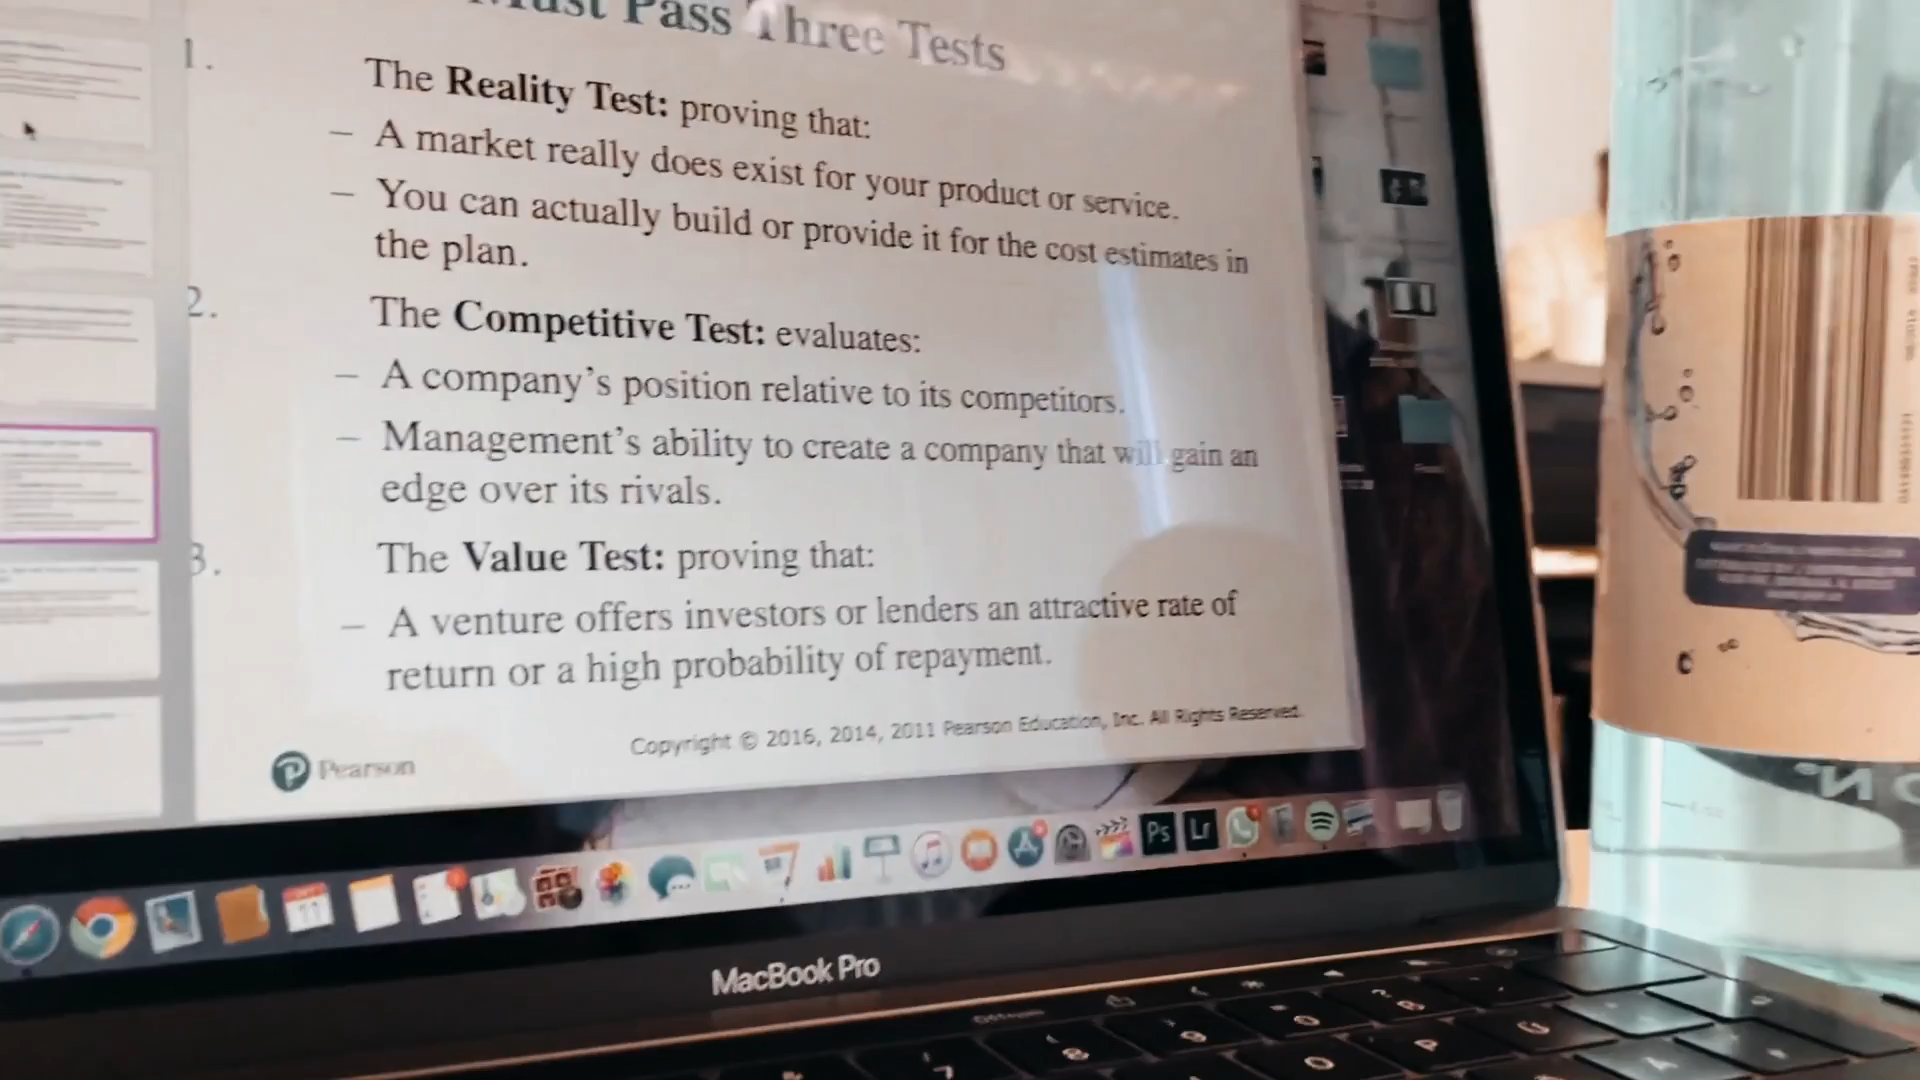 Must Pass Three Tests
1.
The Reality Test: proving that:
– A market really does exist for your product or service.
– You can actually build or provide it for the cost estimates in
the plan.
2.
The Competitive Test: evaluates:
– A company's position relative to its competitors.
– Management's ability to create a company that will gain an
edge over its rivals.
3.
The Value Test: proving that:
– A venture offers investors or lenders an attractive rate of
return or a high probability of repayment.
Copyright © 2016, 2014, 2011 Pearson Education, Inc. All Rights Reserved.
Pearson
Ps
Lr
MacBook Pro